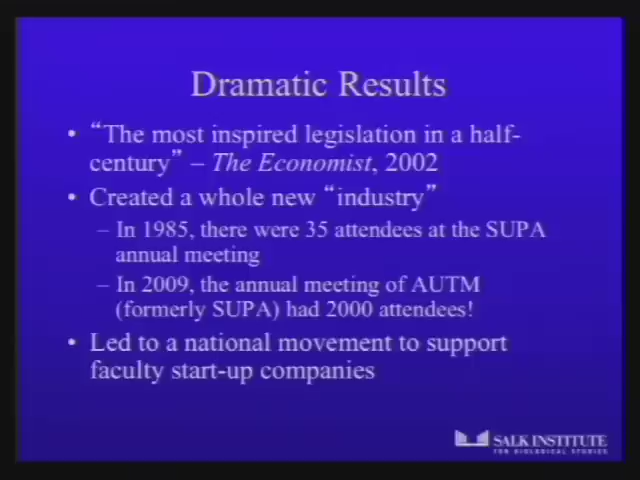 Dramatic Results
• “The most inspired legislation in a half-
century” – The Economist, 2002
• Created a whole new “industry”
– In 1985, there were 35 attendees at the SUPA
annual meeting
– In 2009, the annual meeting of AUTM
(formerly SUPA) had 2000 attendees!
• Led to a national movement to support
faculty start-up companies
SALK INSTITUTE
FOR BIOLOGICAL STUDIES